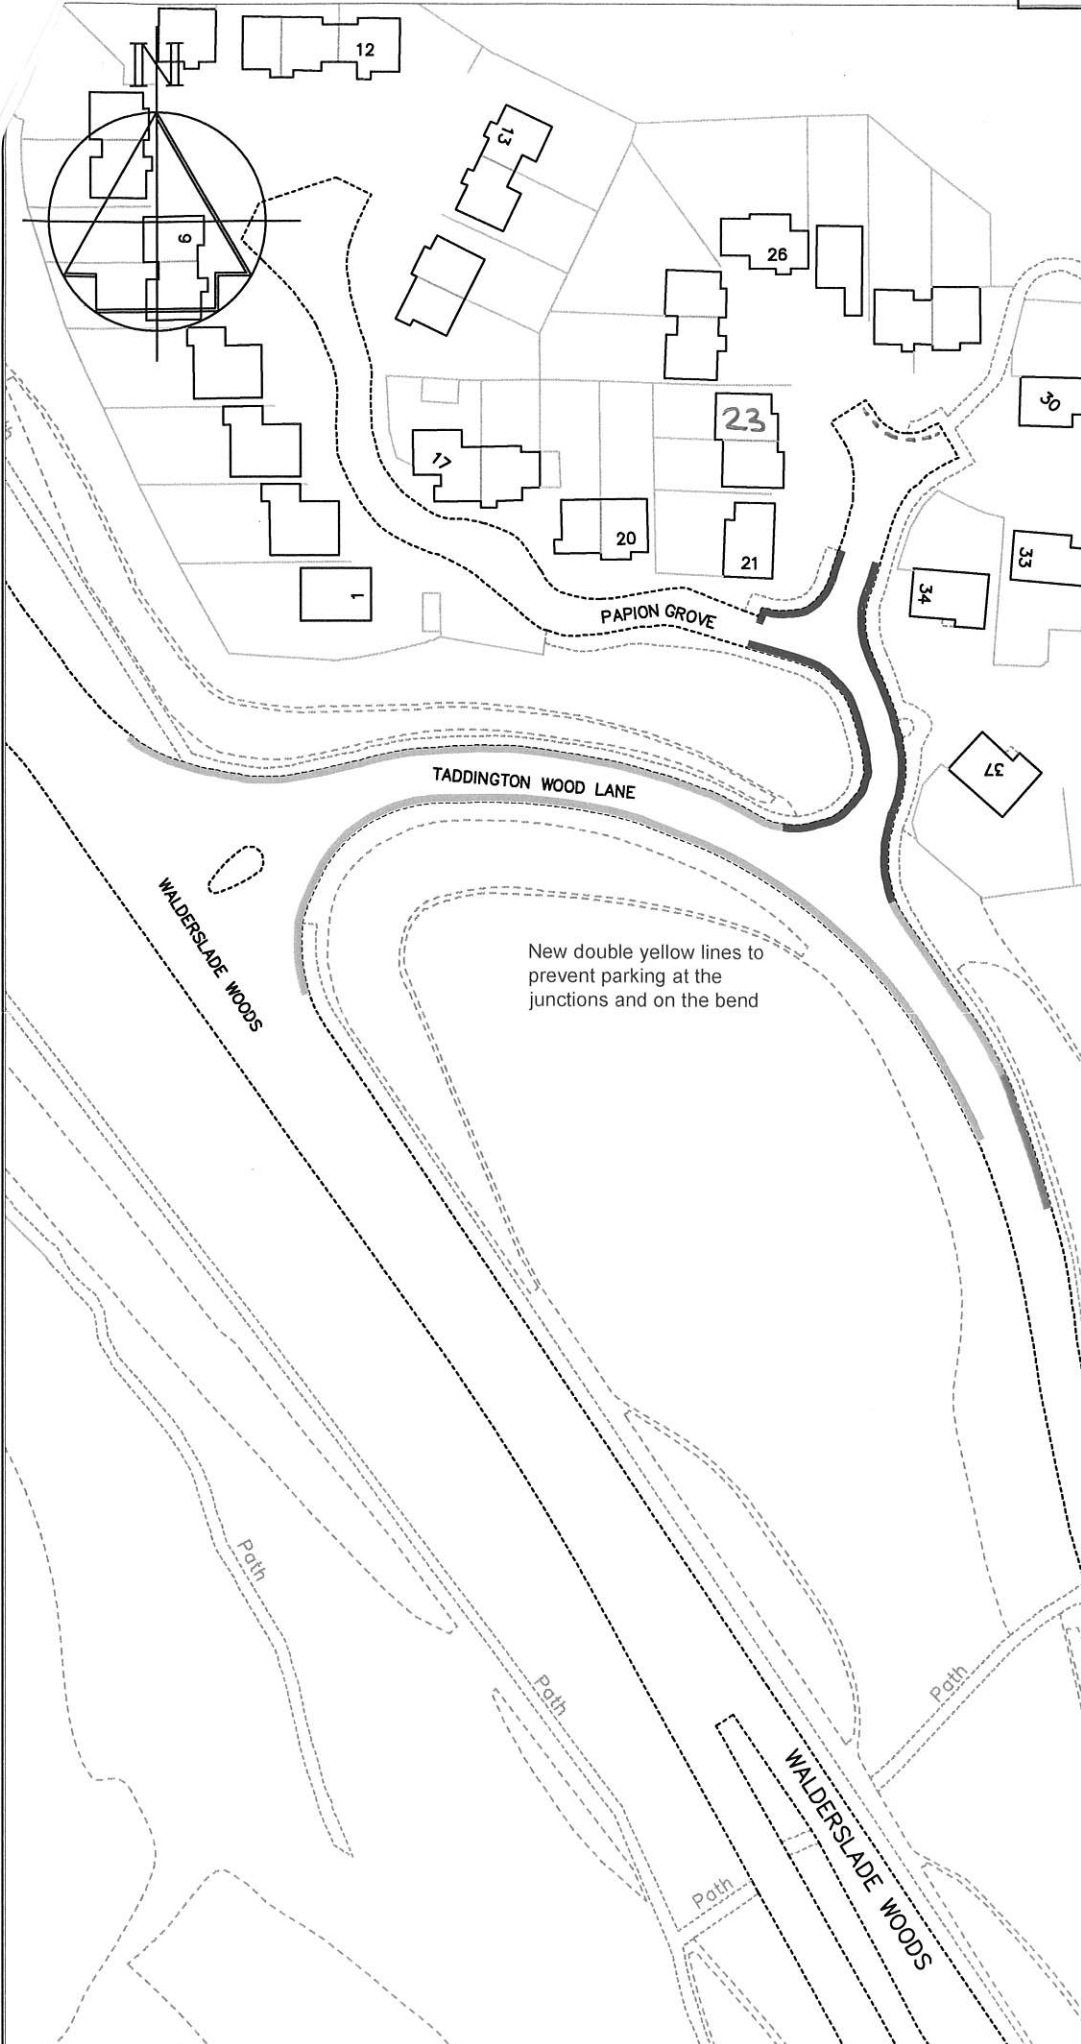 12
N
13
9
26
30
23
17
20
21
33
34
1
PAPION GROVE
37
TADDINGTON WOOD LANE
WALDERSLADE WOODS
New double yellow lines to
prevent parking at the
junctions and on the bend
Path
Path
Path
WALDERSLADE WOODS
Path